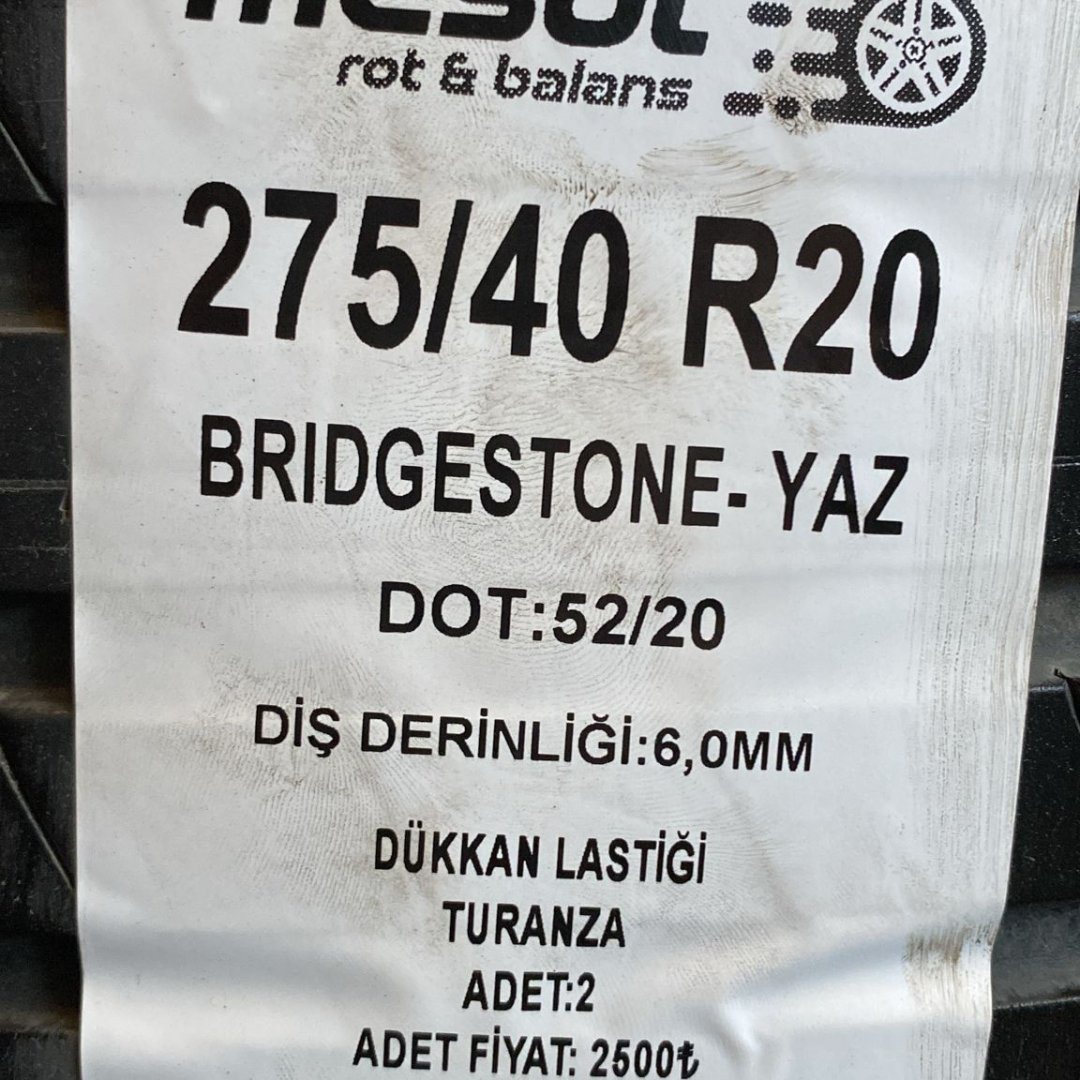 mesol
rot & balans
275/40 R20
BRIDGESTONE- YAZ
DOT:52/20
DİŞ DERİNLİĞİ:6,0MM
DÜKKAN LASTİĞİ
TURANZA
ADET:2
ADET FİYAT: 2500₺